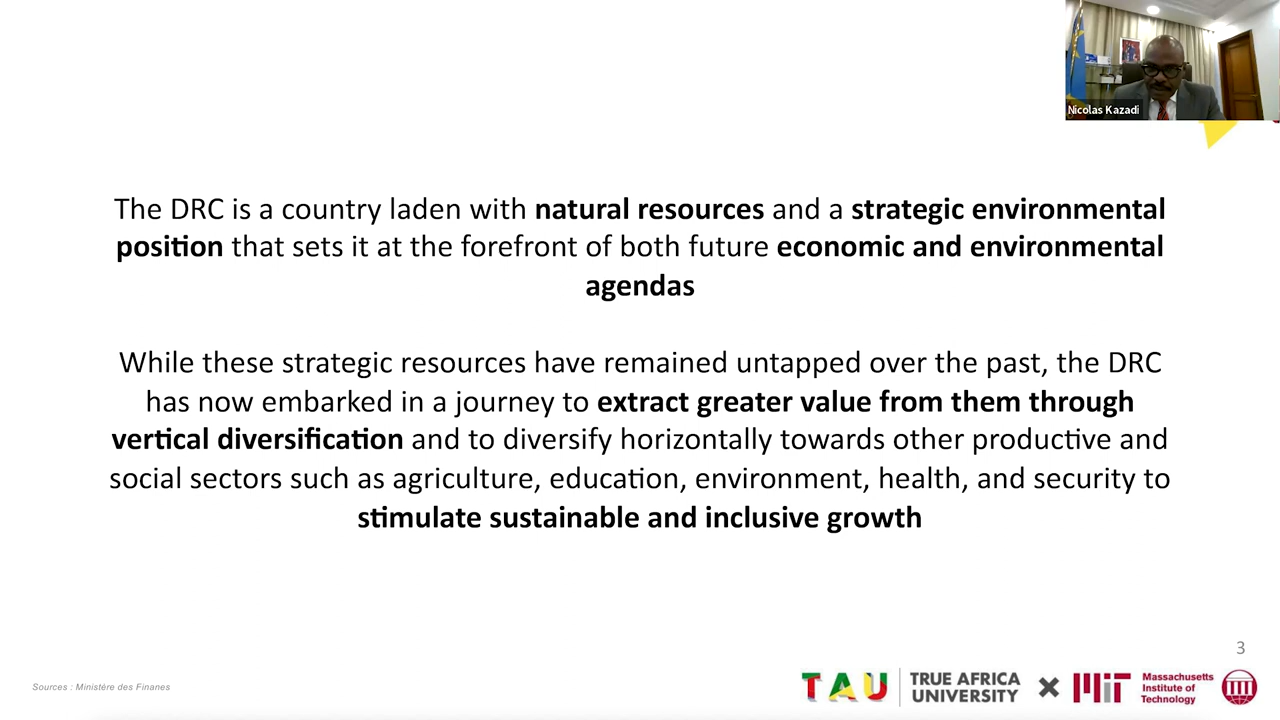 Nicolas Kazadi
The DRC is a country laden with natural resources and a strategic environmental
position that sets it at the forefront of both future economic and environmental
agendas
While these strategic resources have remained untapped over the past, the DRC
has now embarked in a journey to extract greater value from them through
vertical diversification and to diversify horizontally towards other productive and
social sectors such as agriculture, education, environment, health, and security to
stimulate sustainable and inclusive growth
3
Sources : Ministére des Finanes
TAU
TRUE AFRICA
UNIVERSITY
MIT
Massachusetts
Institute of
Technology